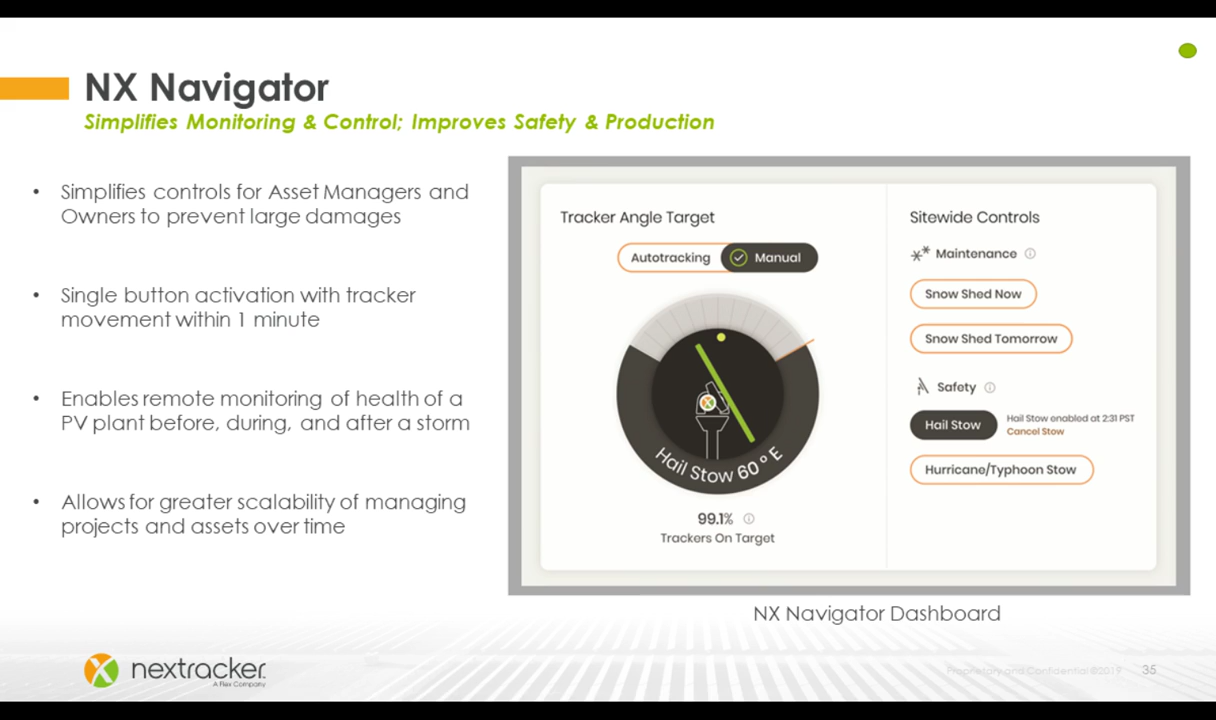 NX Navigator
Simplifies Monitoring & Control; Improves Safety & Production
• Simplifies controls for Asset Managers and
Owners to prevent large damages
• Single button activation with tracker
movement within 1 minute
• Enables remote monitoring of health of a
PV plant before, during, and after a storm
• Allows for greater scalability of managing
projects and assets over time
Tracker Angle Target
Autotracking
Manual
Hail Stow 60° E
99.1%
Trackers On Target
Sitewide Controls
Maintenance
Snow Shed Now
Snow Shed Tomorrow
Safety
Hail Stow
Hail Stow enabled at 2:31 PST
Cancel Stow
Hurricane/Typhoon Stow
NX Navigator Dashboard
nextracker.
A Flex Company
Proprietary and Confidential ©2019
35